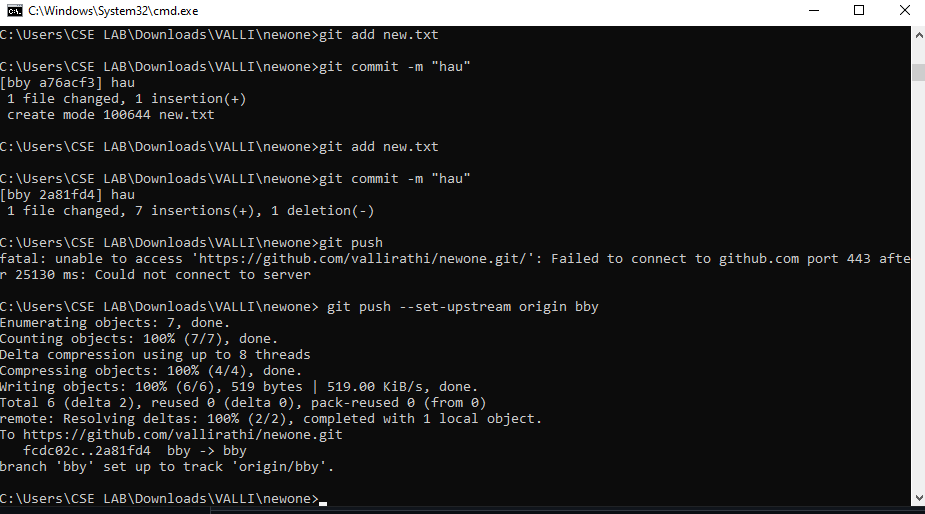 C:\Windows\System32\cmd.exe
C:\Users\CSE LAB\Downloads\VALLI\newone>git add new.txt
C:\Users\CSE LAB\Downloads\VALLI\newone>git commit -m "hau"
[bby a76acf3] hau
 1 file changed, 1 insertion(+)
 create mode 100644 new.txt
C:\Users\CSE LAB\Downloads\VALLI\newone>git add new.txt
C:\Users\CSE LAB\Downloads\VALLI\newone>git commit -m "hau"
[bby 2a81fd4] hau
 1 file changed, 7 insertions(+), 1 deletion(-)
C:\Users\CSE LAB\Downloads\VALLI\newone>git push
fatal: unable to access 'https://github.com/vallirathi/newone.git/': Failed to connect to github.com port 443 afte
r 25130 ms: Could not connect to server
C:\Users\CSE LAB\Downloads\VALLI\newone> git push --set-upstream origin bby
Enumerating objects: 7, done.
Counting objects: 100% (7/7), done.
Delta compression using up to 8 threads
Compressing objects: 100% (4/4), done.
Writing objects: 100% (6/6), 519 bytes | 519.00 KiB/s, done.
Total 6 (delta 2), reused 0 (delta 0), pack-reused 0 (from 0)
remote: Resolving deltas: 100% (2/2), completed with 1 local object.
To https://github.com/vallirathi/newone.git
   fcdc02c..2a81fd4  bby -> bby
branch 'bby' set up to track 'origin/bby'.
C:\Users\CSE LAB\Downloads\VALLI\newone>